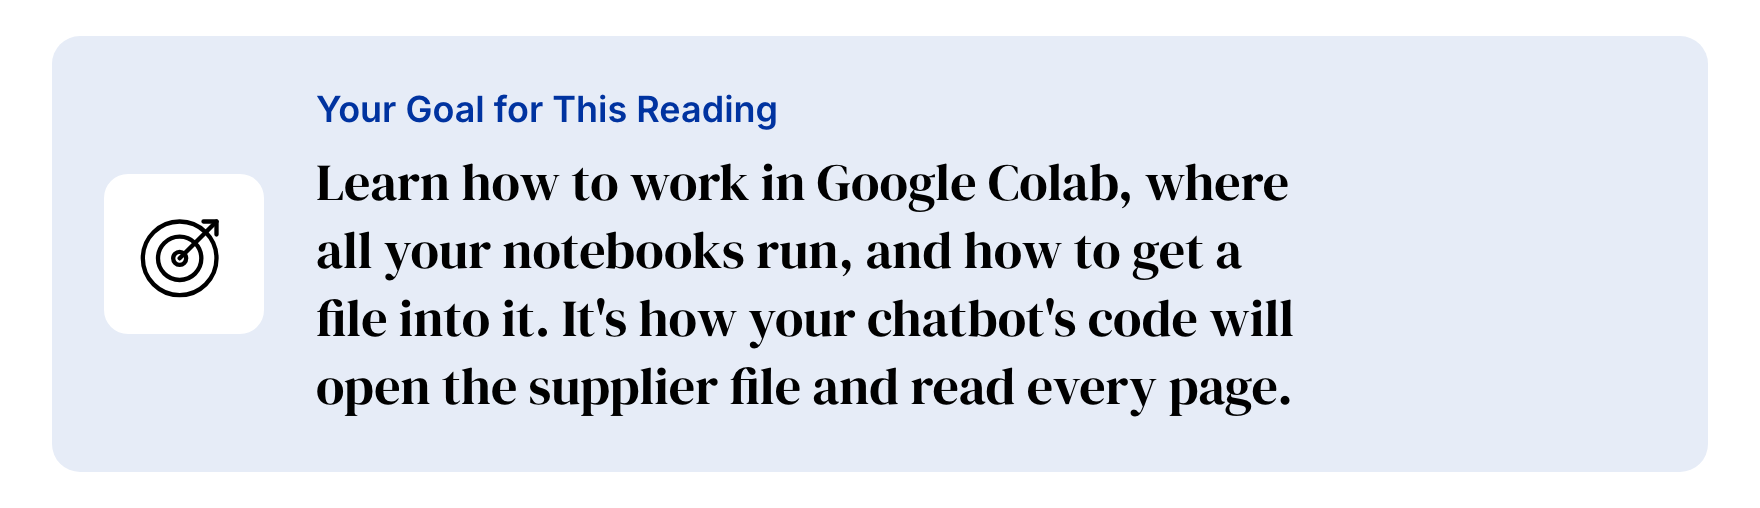 Your Goal for This Reading
Learn how to work in Google Colab, where
all your notebooks run, and how to get a
file into it. It's how your chatbot's code will
open the supplier file and read every page.